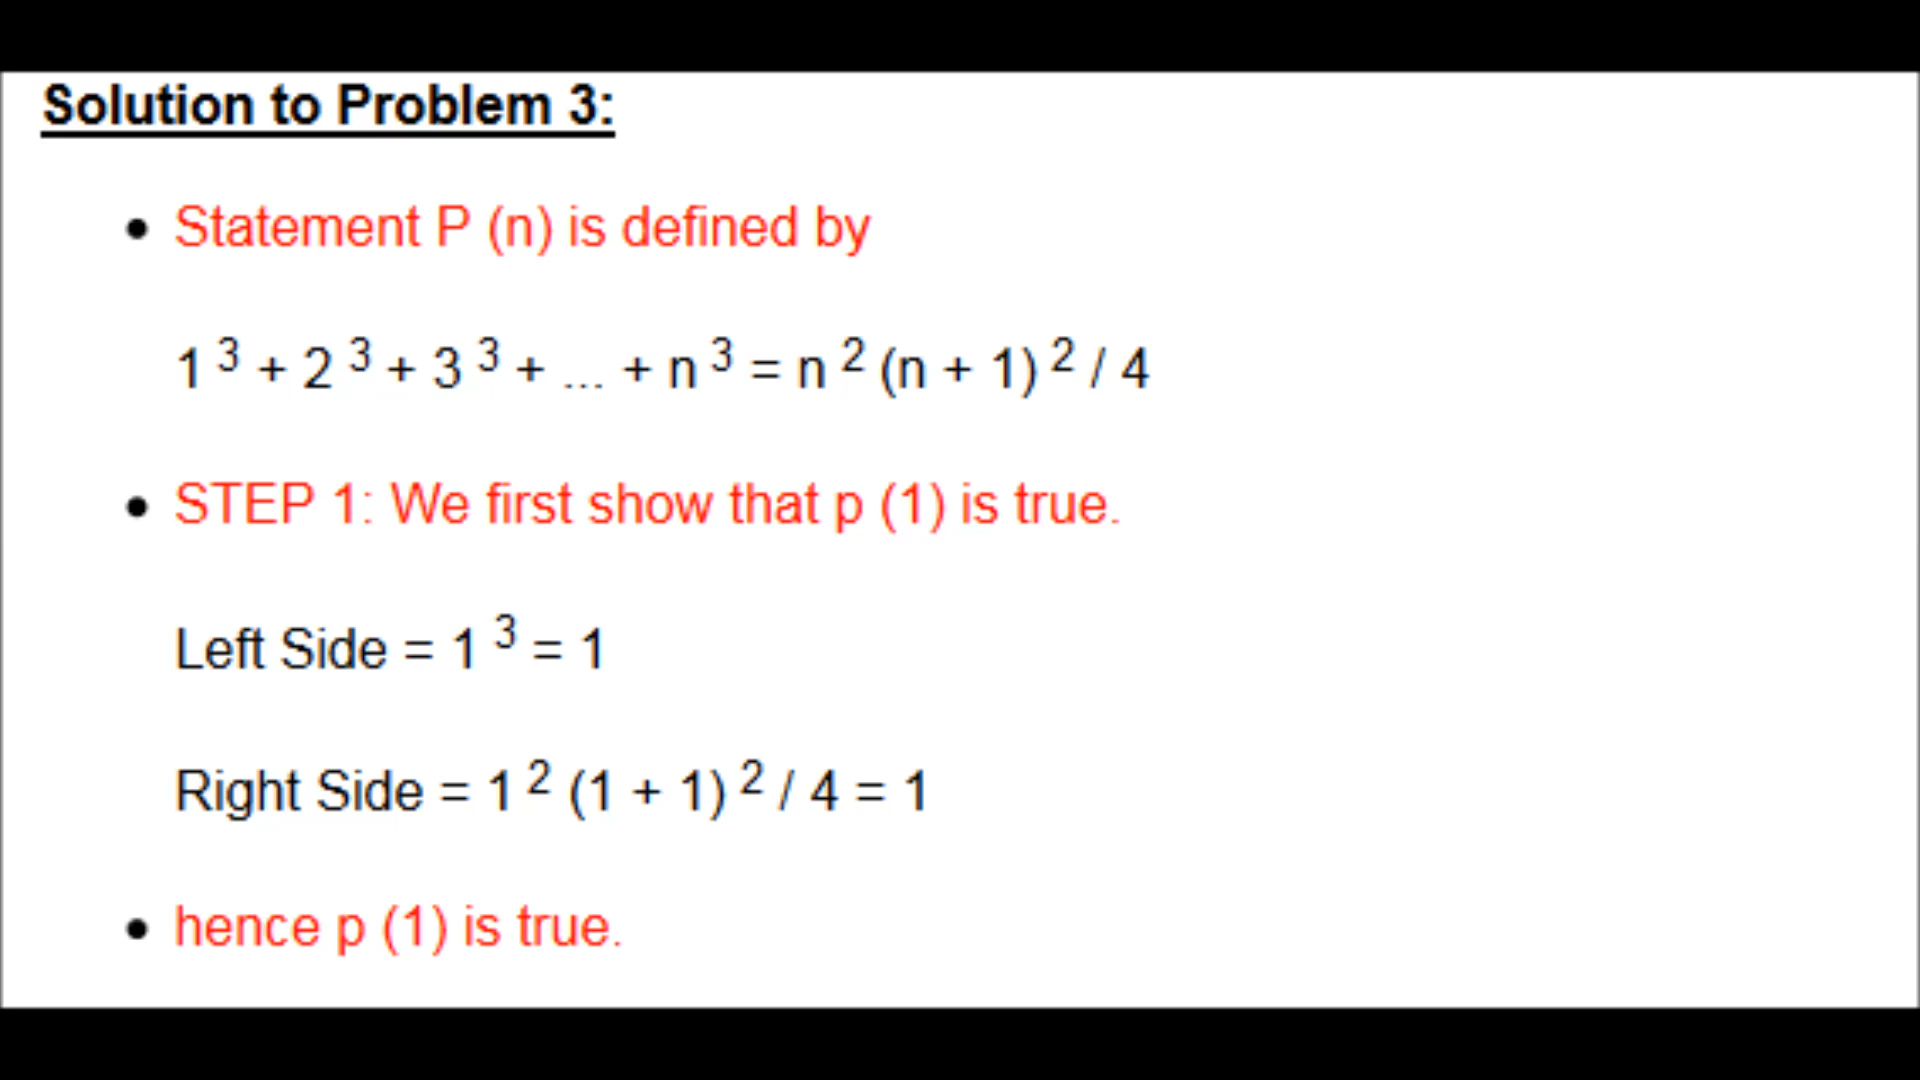 Solution to Problem 3:
• Statement P (n) is defined by
1 ³ + 2 ³ + 3 ³ + ... + n ³ = n ² (n + 1) ² / 4
• STEP 1: We first show that p (1) is true.
Left Side = 1 ³ = 1
Right Side = 1 ² (1 + 1) ² / 4 = 1
• hence p (1) is true.